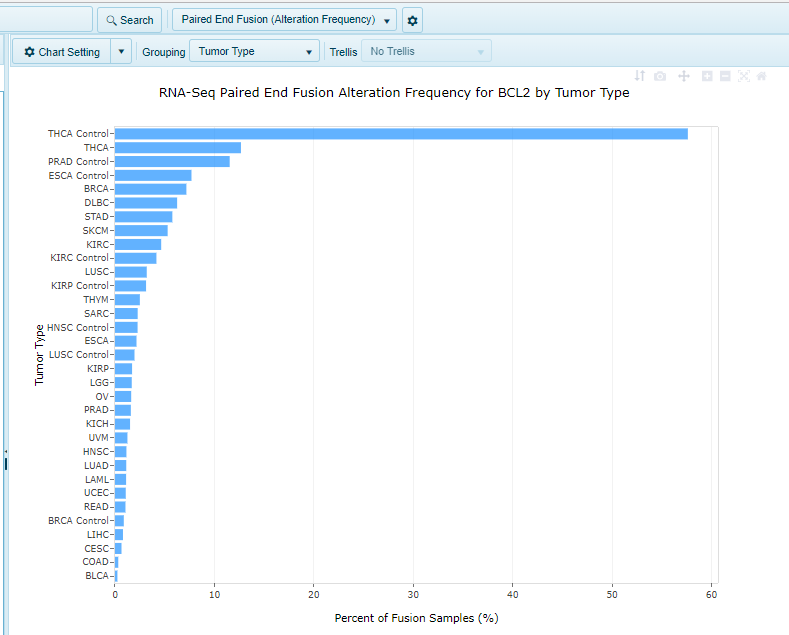 Search
Paired End Fusion (Alteration Frequency)
Chart Setting
Grouping
Tumor Type
Trellis
No Trellis
RNA-Seq Paired End Fusion Alteration Frequency for BCL2 by Tumor Type
THCA Control
THCA
PRAD Control
ESCA Control
BRCA
DLBC
STAD
SKCM
KIRC
KIRC Control
LUSC
KIRP Control
THYM
SARC
HNSC Control
ESCA
LUSC Control
KIRP
LGG
OV
PRAD
KICH
UVM
HNSC
LUAD
LAML
UCEC
READ
BRCA Control
LIHC
CESC
COAD
BLCA
Tumor Type
0 10 20 30 40 50 60
Percent of Fusion Samples (%)